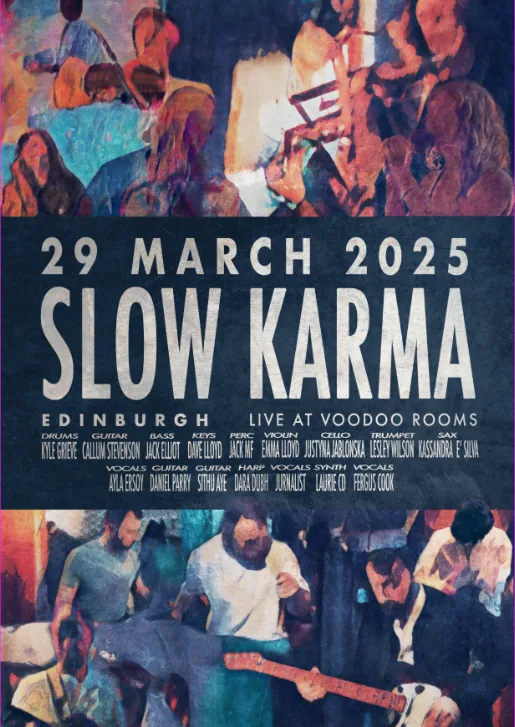 29 MARCH 2025
SLOW KARMA
EDINBURGH LIVE AT VOODOO ROOMS
DRUMS GUITAR BASS KEYS PERC VIOLIN CELLO TRUMPET SAX
KYLE GRIEVE CALLUM STEVENSON JACK ELLIOT DAVE LLOYD JACK MF EMMA LLOYD JUSTYNA JABLONSKA LESLEY WILSON KASSANDRA E' SILVA
VOCALS GUITAR GUITAR HARP VOCALS SYNTH VOCALS
AYLA ERSOY DANIEL PARRY SITHU AYE DARA DUBH JURNALIST LAURIE CD FERGUS COOK